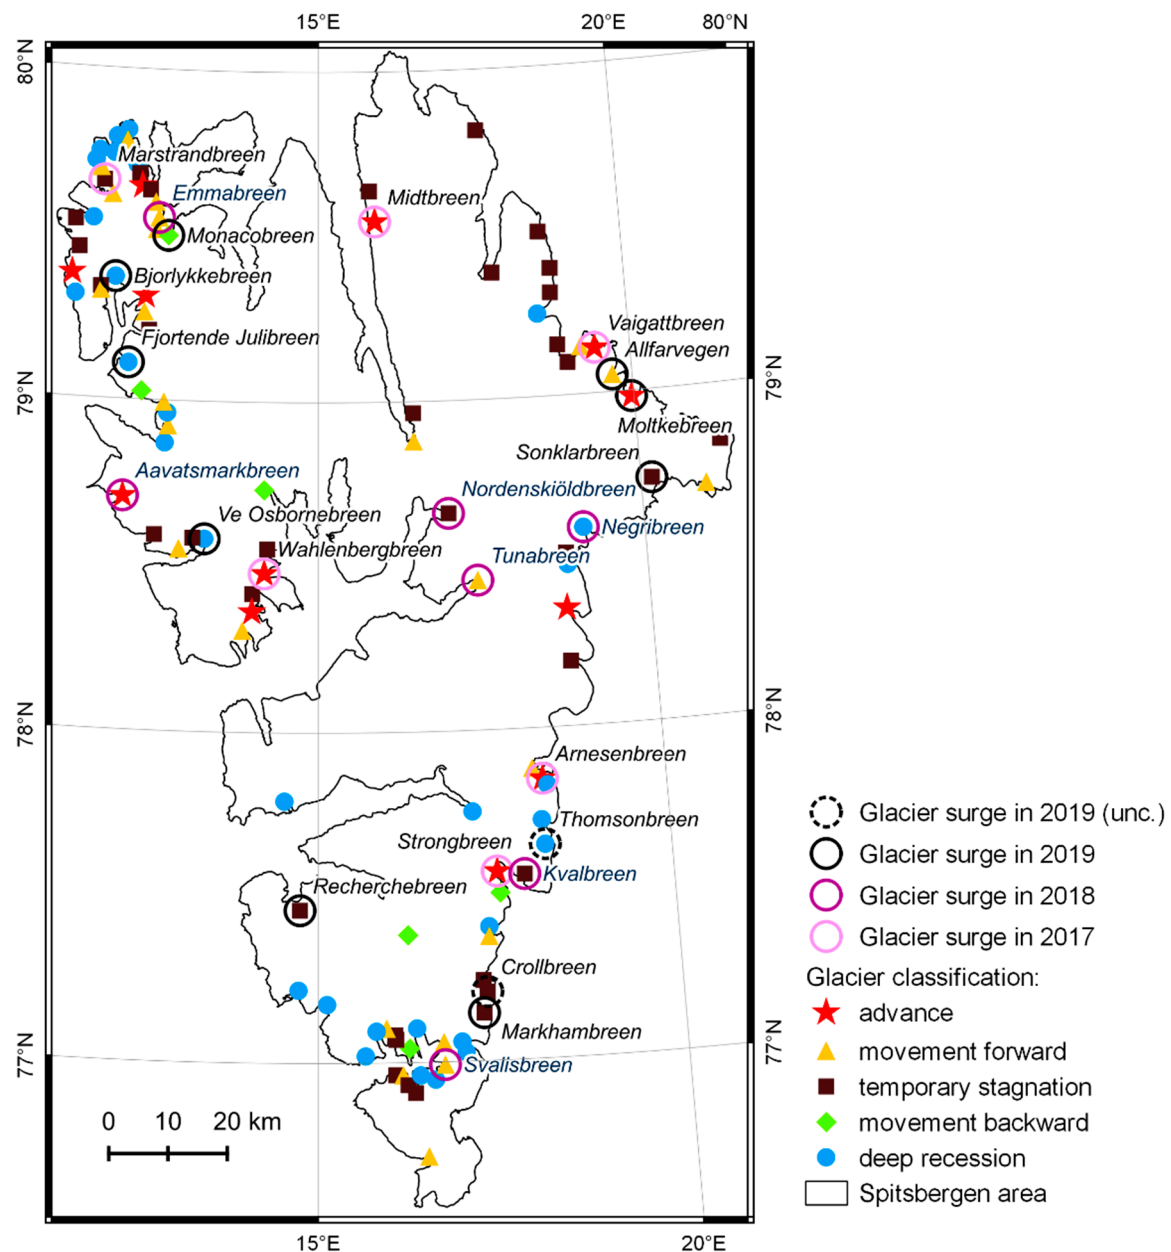 15°E
20°E
80°N
80°N
Marstrandbreen
Emmabreen
Midtbreen
Monacobreen
Bjorlykkebreen
Vaigattbreen
Fjortende Julibreen
Allfarvegen
79°N
79°N
Moltkebreen
Sonklarbreen
Aavatsmarkbreen
Nordenskiöldbreen
Ve Osbornebreen
Negribreen
Wahlenbergbreen
Tunabreen
78°N
78°N
Arnesenbreen
Thomsonbreen
Strongbreen
Kvalbreen
Recherchebreen
Crollbreen
Markhambreen
77°N
77°N
Svalisbreen
0 10 20 km
15°E
20°E
Glacier surge in 2019 (unc.)
Glacier surge in 2019
Glacier surge in 2018
Glacier surge in 2017
Glacier classification:
advance
movement forward
temporary stagnation
movement backward
deep recession
Spitsbergen area